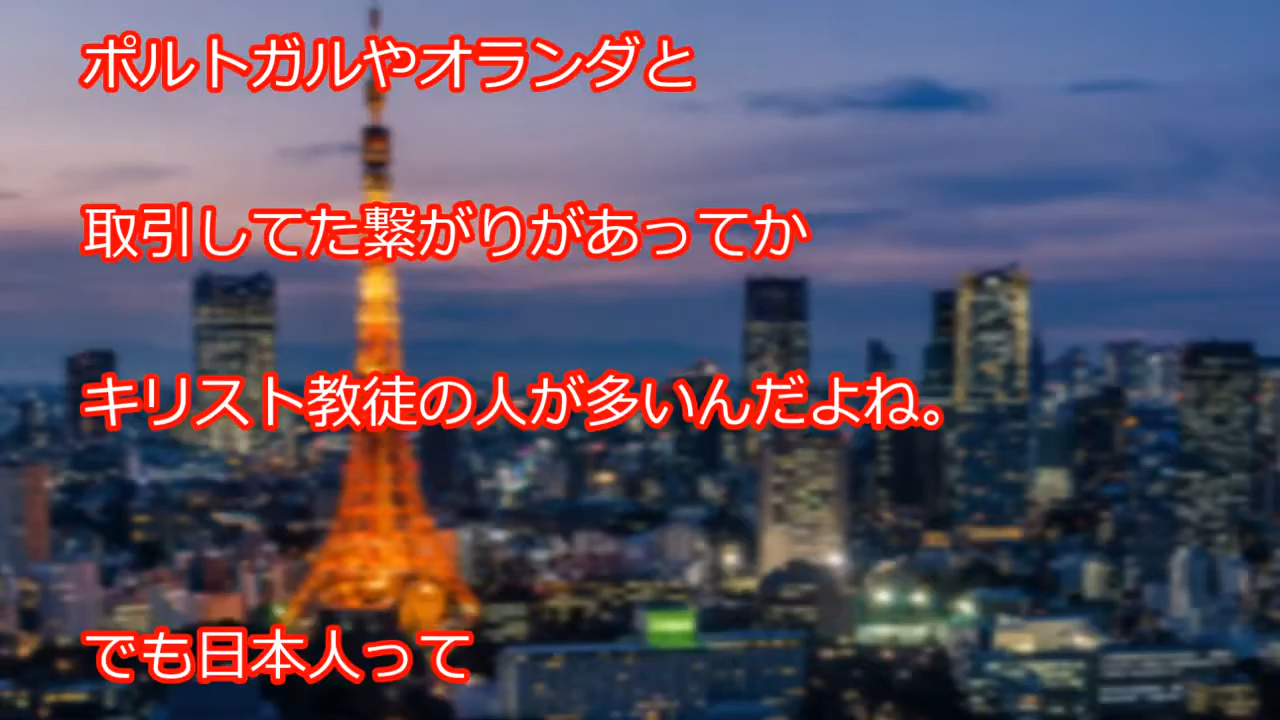 ポルトガルやオランダと
取引してた繋がりがあってか
キリスト教徒の人が多いんだよね。
でも日本人って